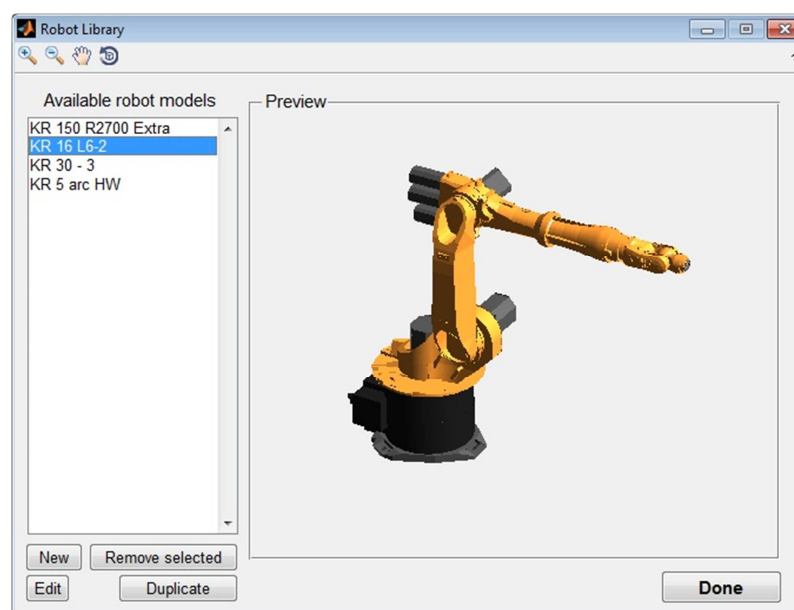 Robot Library
Available robot models
Preview
KR 150 R2700 Extra
KR 16 L6-2
KR 30 - 3
KR 5 arc HW
New
Remove selected
Edit
Duplicate
Done